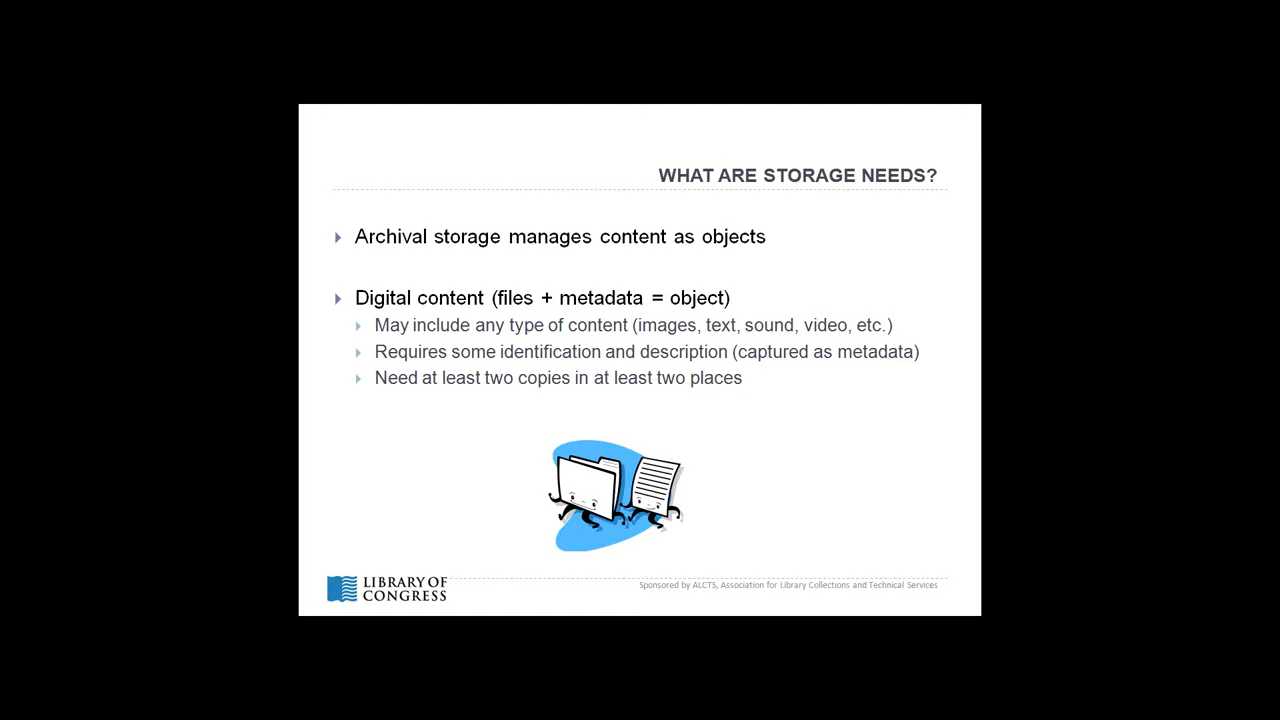 WHAT ARE STORAGE NEEDS?
Archival storage manages content as objects
Digital content (files + metadata = object)
May include any type of content (images, text, sound, video, etc.)
Requires some identification and description (captured as metadata)
Need at least two copies in at least two places
LIBRARY OF
CONGRESS
Sponsored by ALCTS, Association for Library Collections and Technical Services